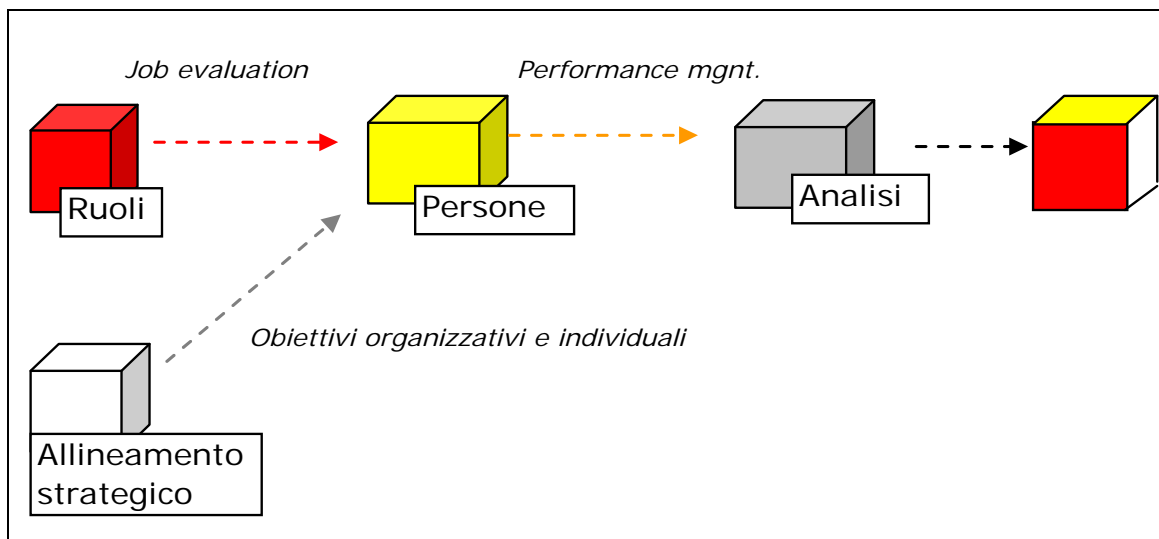 Job evaluation
Performance mgnt.
Ruoli
Persone
Analisi
Obiettivi organizzativi e individuali
Allineamento
strategico